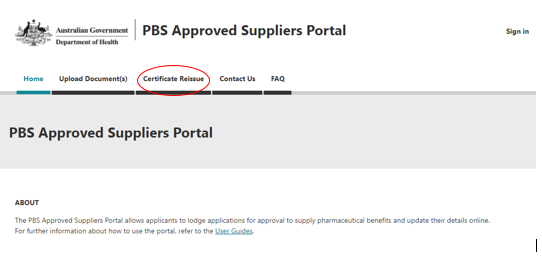 Australian Government
Department of Health
PBS Approved Suppliers Portal
Sign in
Home Upload Document(s) Certificate Reissue Contact Us FAQ
PBS Approved Suppliers Portal
ABOUT
The PBS Approved Suppliers Portal allows applicants to lodge applications for approval to supply pharmaceutical benefits and update their details online.
For further information about how to use the portal, refer to the User Guides.